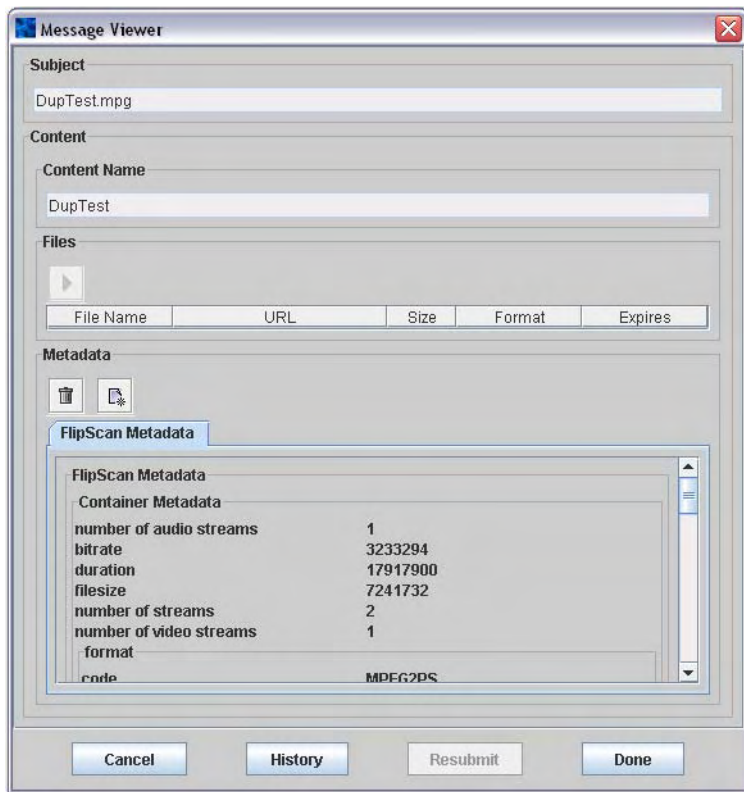 Message Viewer
Subject
DupTest.mpg
Content
Content Name
DupTest
Files
File Name URL Size Format Expires
Metadata
FlipScan Metadata
FlipScan Metadata
Container Metadata
number of audio streams 1
bitrate 3233294
duration 17917900
filesize 7241732
number of streams 2
number of video streams 1
format
code MPEG2PS
Cancel History Resubmit Done